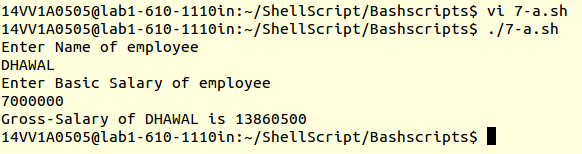 14VV1A0505@lab1-610-1110in:~/ShellScript/Bashscripts$ vi 7-a.sh
14VV1A0505@lab1-610-1110in:~/ShellScript/Bashscripts$ ./7-a.sh
Enter Name of employee
DHAWAL
Enter Basic Salary of employee
7000000
Gross-Salary of DHAWAL is 13860500
14VV1A0505@lab1-610-1110in:~/ShellScript/Bashscripts$